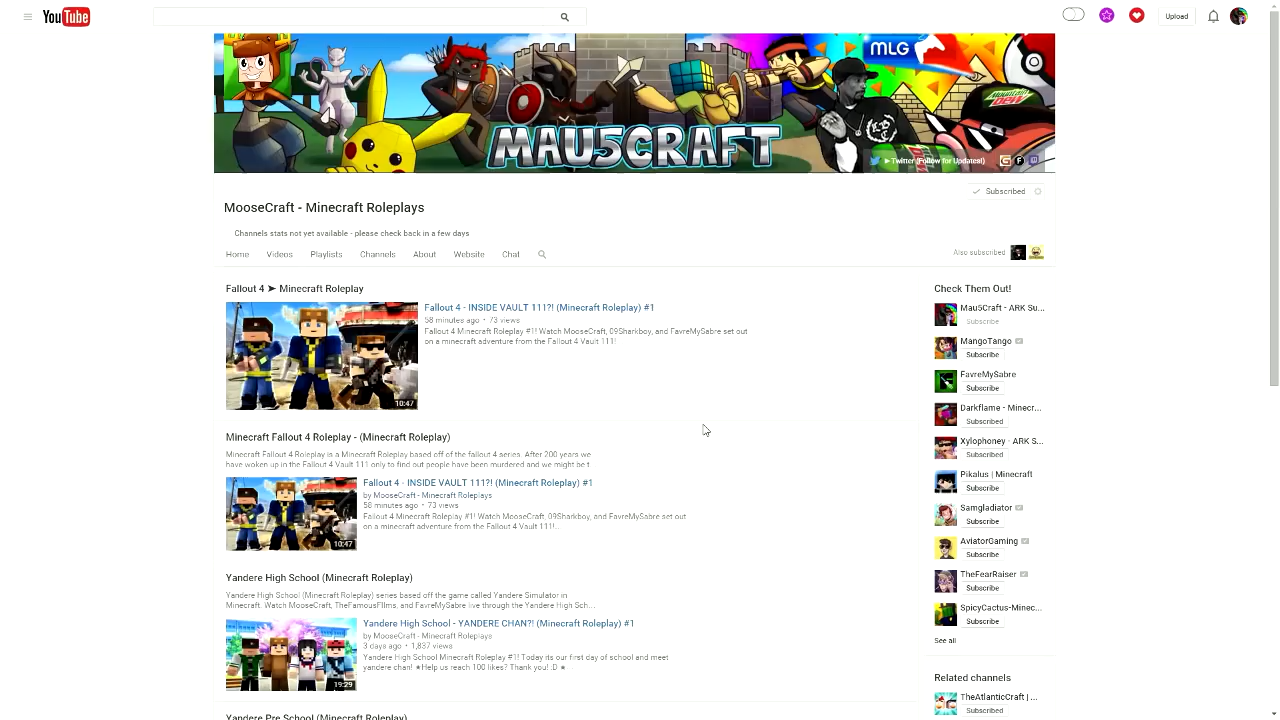 YouTube
Upload
MLG
Mountain
DEW
MAU5CRAFT
►Twitter (Follow for Updates!)
Subscribed
MooseCraft - Minecraft Roleplays
Channels stats not yet available - please check back in a few days
Home Videos Playlists Channels About Website Chat
Also subscribed
Fallout 4 ➤ Minecraft Roleplay
Fallout 4 - INSIDE VAULT 111?! (Minecraft Roleplay) #1
58 minutes ago • 73 views
Fallout 4 Minecraft Roleplay #1! Watch MooseCraft, 09Sharkboy, and FavreMySabre set out
on a minecraft adventure from the Fallout 4 Vault 111!
10:47
Minecraft Fallout 4 Roleplay - (Minecraft Roleplay)
Minecraft Fallout 4 Roleplay is a Minecraft Roleplay based off of the fallout 4 series. After 200 years we
have woken up in the Fallout 4 Vault 111 only to find out people have been murdered and we might be t
Fallout 4 - INSIDE VAULT 111?! (Minecraft Roleplay) #1
by MooseCraft - Minecraft Roleplays
58 minutes ago • 73 views
Fallout 4 Minecraft Roleplay #1! Watch MooseCraft, 09Sharkboy, and FavreMySabre set out
on a minecraft adventure from the Fallout 4 Vault 111!...
10:47
Yandere High School (Minecraft Roleplay)
Yandere High School (Minecraft Roleplay) series based off the game called Yandere Simulator in
Minecraft. Watch MooseCraft, TheFamousFIlms, and FavreMySabre live through the Yandere High Sch...
Yandere High School - YANDERE CHAN?! (Minecraft Roleplay) #1
by MooseCraft - Minecraft Roleplays
3 days ago • 1,837 views
Yandere High School Minecraft Roleplay #1! Today its our first day of school and meet
yandere chan! ★Help us reach 100 likes? Thank you! :D ★
19:29
Yandere Pre School (Minecraft Roleplay)
Check Them Out!
Mau5Craft - ARK Su...
Subscribe
MangoTango
Subscribe
FavreMySabre
Subscribe
Darkflame - Minecr...
Subscribed
Xylophoney - ARK S...
Subscribed
Pikalus | Minecraft
Subscribe
Samgladiator
Subscribe
AviatorGaming
Subscribe
TheFearRaiser
Subscribe
SpicyCactus-Minec...
Subscribe
See all
Related channels
TheAtlanticCraft | ...
Subscribed